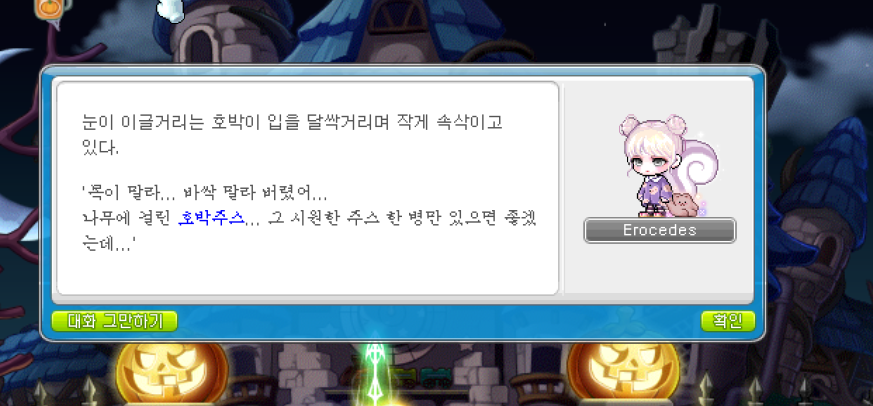 눈이 이글거리는 호박이 입을 달싹거리며 작게 속삭이고
있다.
'목이 말라... 바싹 말라 버렸어...
나무에 걸린 호박주스... 그 시원한 주스 한 병만 있으면 좋겠
는데...'
Erocedes
대화 그만하기
확인